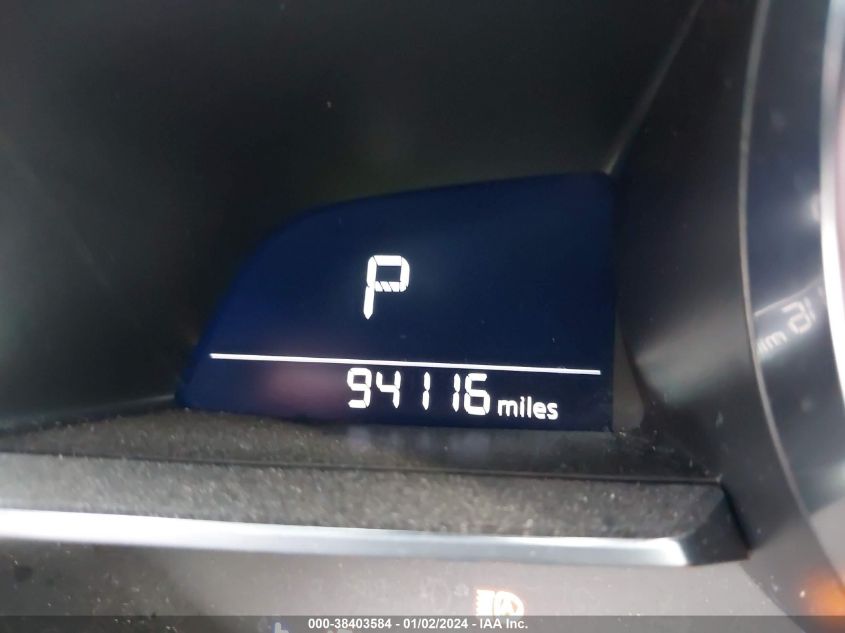 P
94116 miles
000-38403584 - 01/02/2024 - IAA Inc.